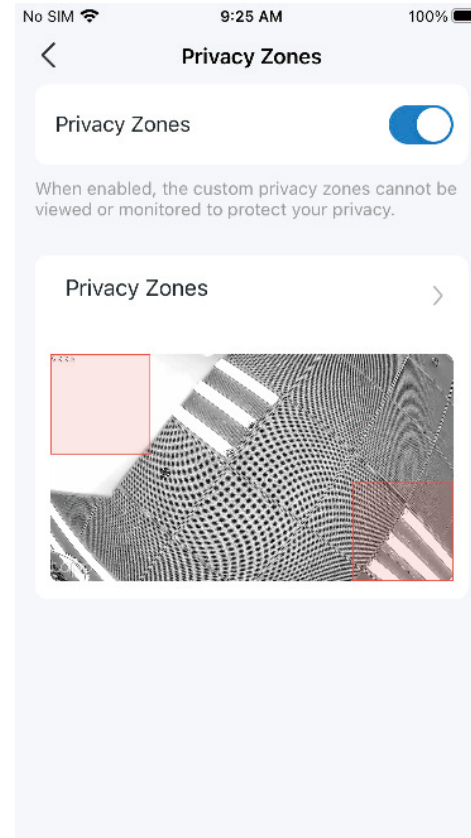 No SIM 9:25 AM 100%
Privacy Zones
Privacy Zones
When enabled, the custom privacy zones cannot be
viewed or monitored to protect your privacy.
Privacy Zones